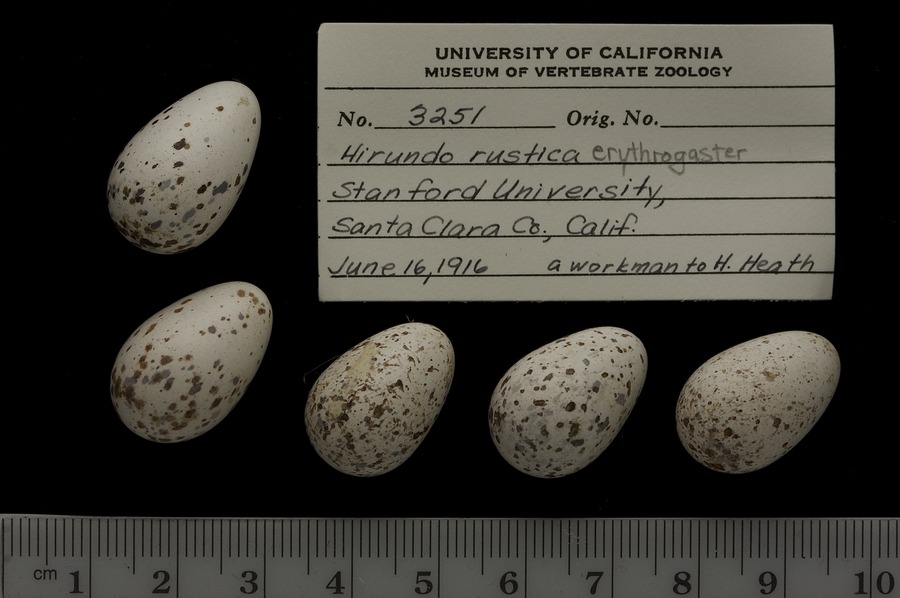 UNIVERSITY OF CALIFORNIA
MUSEUM OF VERTEBRATE ZOOLOGY
No. 3251 Orig. No.
Hirundo rustica erythrogaster
Stanford University,
Santa Clara Co., Calif.
June 16, 1916 a workman to H. Heath
cm 1 2 3 4 5 6 7 8 9 10